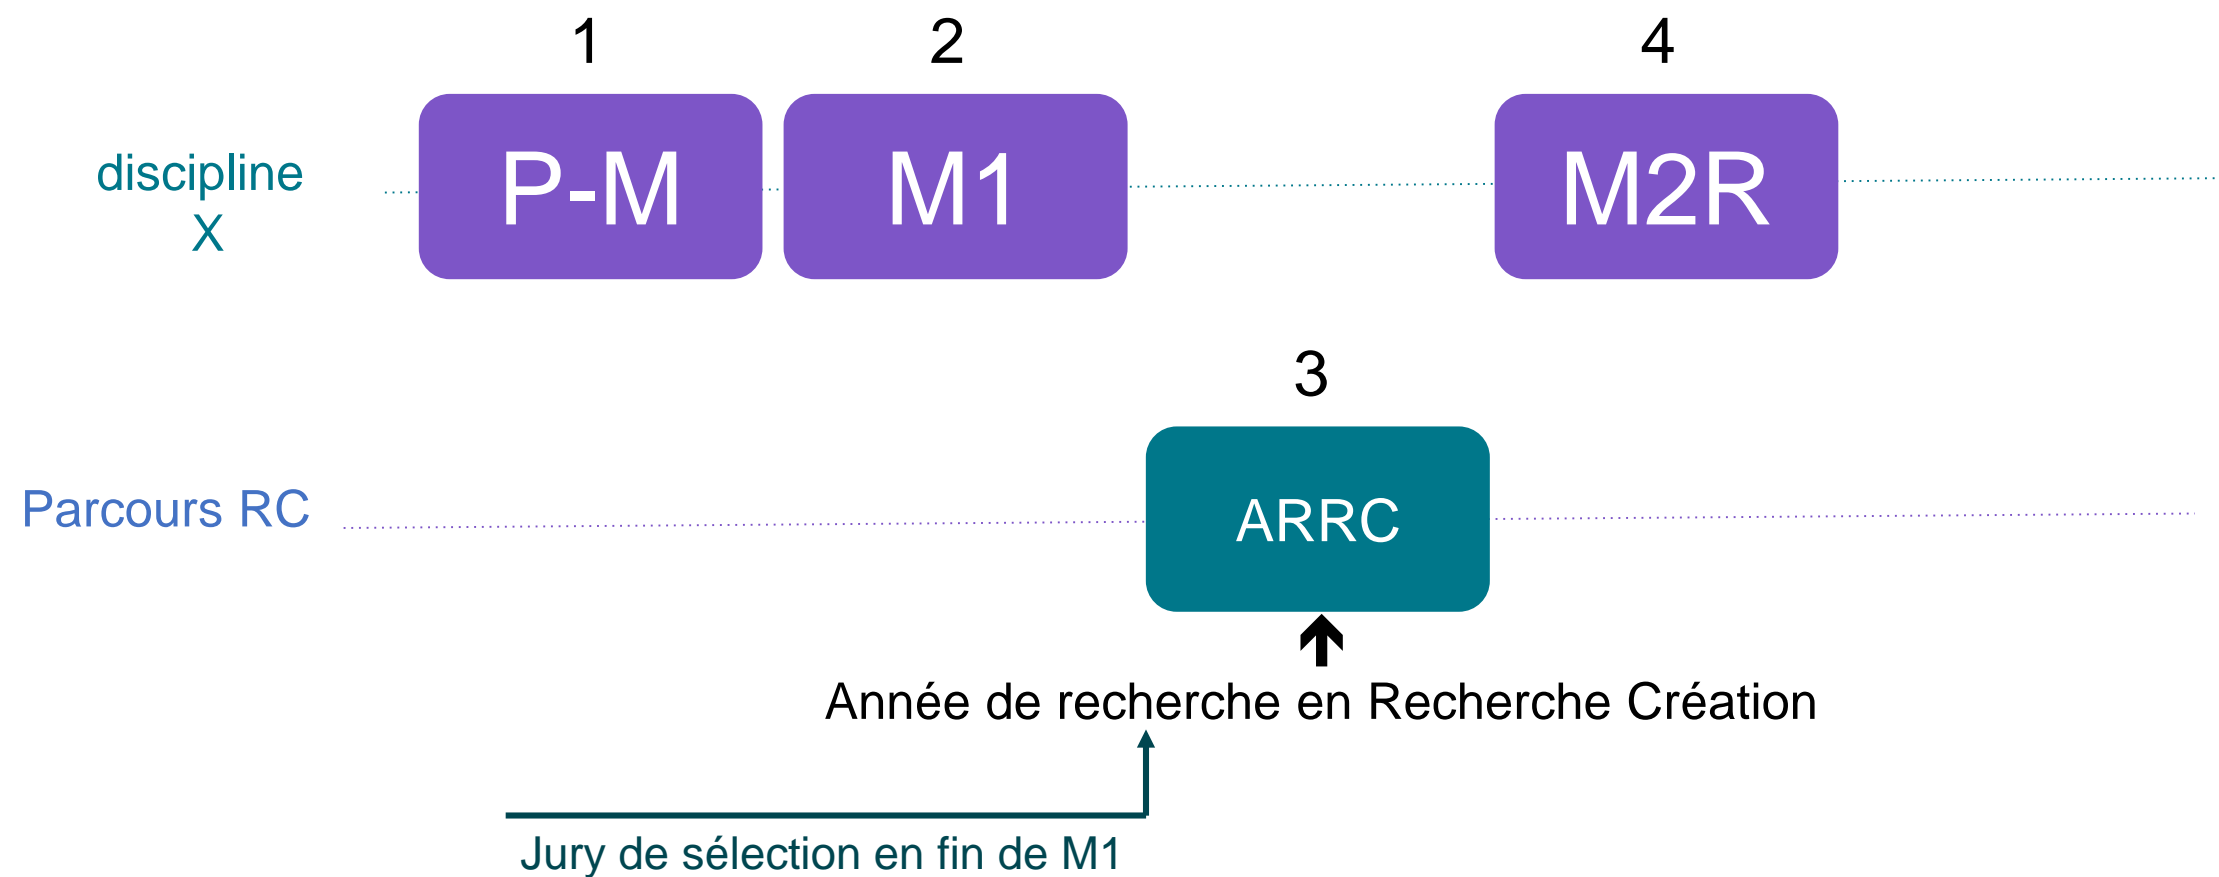 1
2
4
discipline
X
P-M
M1
M2R
3
Parcours RC
ARRC
Année de recherche en Recherche Création
Jury de sélection en fin de M1